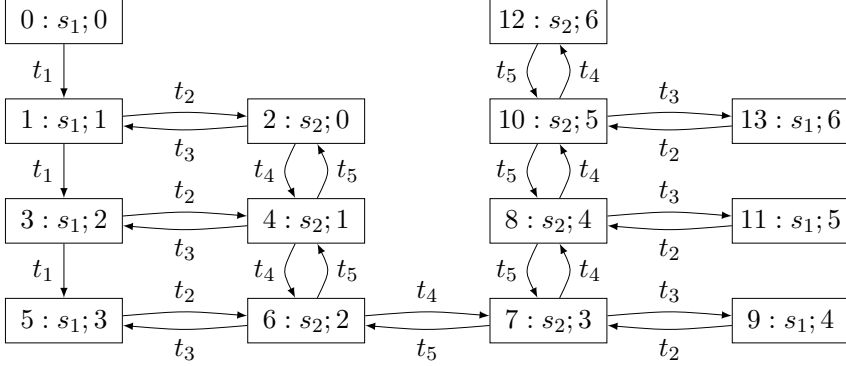 0 : s₁; 0 12 : s₂; 6
t₁ t₅ t₄
1 : s₁; 1 t₂ 2 : s₂; 0 10 : s₂; 5 t₃ 13 : s₁; 6
t₃ t₂
t₁ t₄ t₅ t₅ t₄
3 : s₁; 2 t₂ 4 : s₂; 1 8 : s₂; 4 t₃ 11 : s₁; 5
t₃ t₂
t₁ t₄ t₅ t₅ t₄
5 : s₁; 3 t₂ 6 : s₂; 2 t₄ 7 : s₂; 3 t₃ 9 : s₁; 4
t₃ t₅ t₂